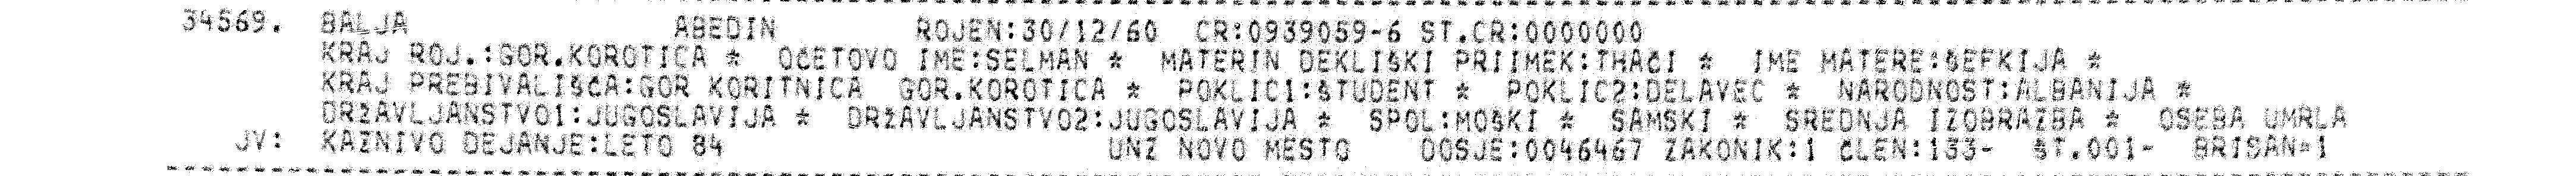 34569. BALJA ABEDIN ROJEN:30/12/60 CR:0939059-6 ST.CR:0000000
KRAJ ROJ.:GOR.KOROTICA * OČETOVO IME:SELMAN * MATERIN DEKLIŠKI PRIIMEK:THAČI * IME MATERE:ŠEFKIJA *
KRAJ PREBIVALIŠČA:GOR KORITNICA GOR.KOROTICA * POKLIC1:ŠTUDENT * POKLIC2:DELAVEC * NARODNOST:ALBANIJA *
DRŽAVLJANSTVO1:JUGOSLAVIJA * DRŽAVLJANSTVO2:JUGOSLAVIJA * SPOL:MOŠKI * SAMSKI * SREDNJA IZOBRAZBA * OSEBA UMRLA
JV: KAZNIVO DEJANJE:LETO 84 UNZ NOVO MESTO DOSJE:0046467 ZAKONIK:1 ČLEN:133- ŠT.001- BRISAN=1